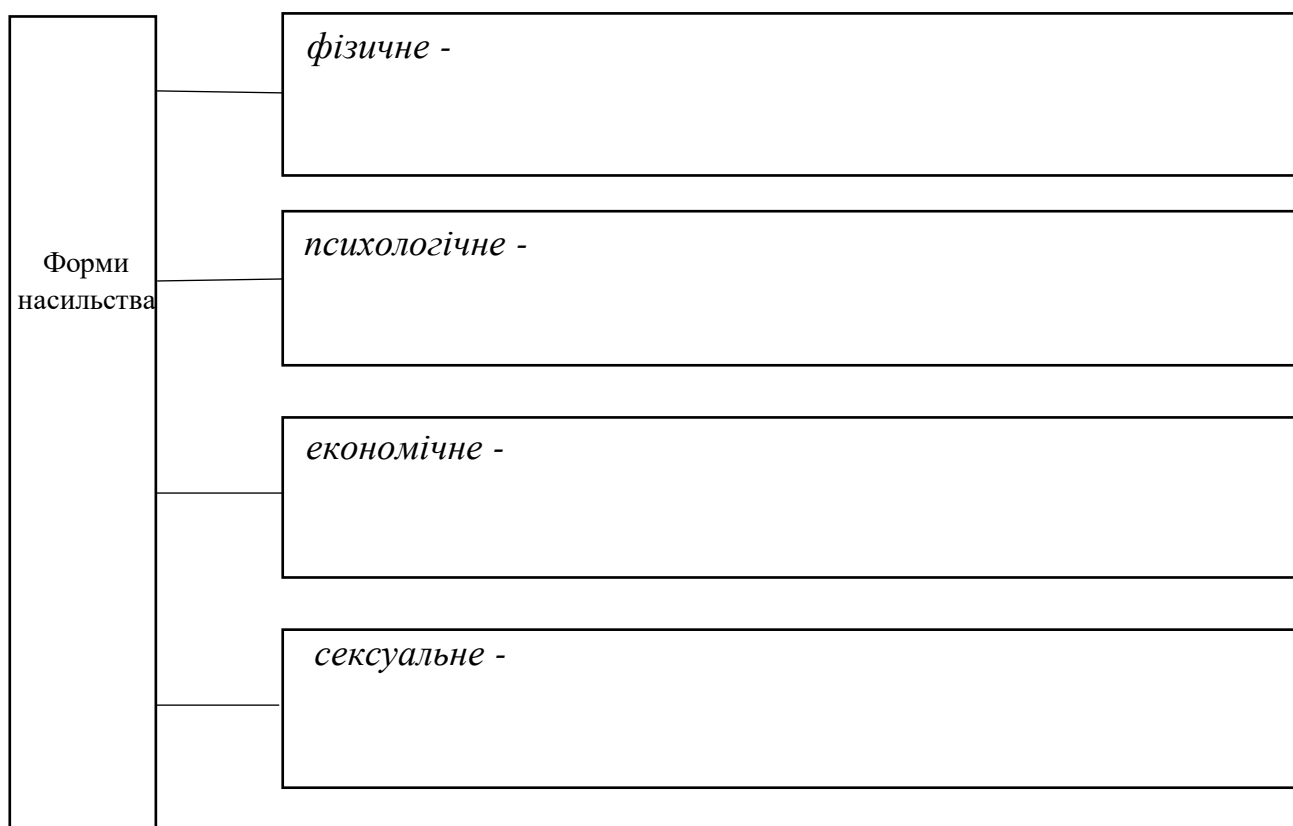 фізичне -
психологічне -
Форми
насильства
економічне -
сексуальне -